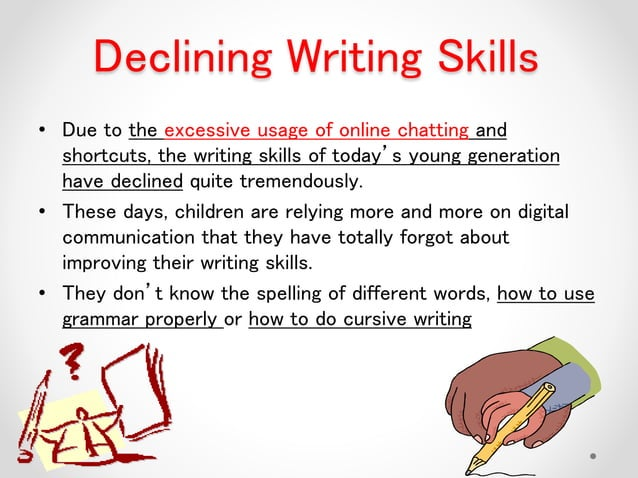 Declining Writing Skills
• Due to the excessive usage of online chatting and
shortcuts, the writing skills of today’s young generation
have declined quite tremendously.
• These days, children are relying more and more on digital
communication that they have totally forgot about
improving their writing skills.
• They don’t know the spelling of different words, how to use
grammar properly or how to do cursive writing
?